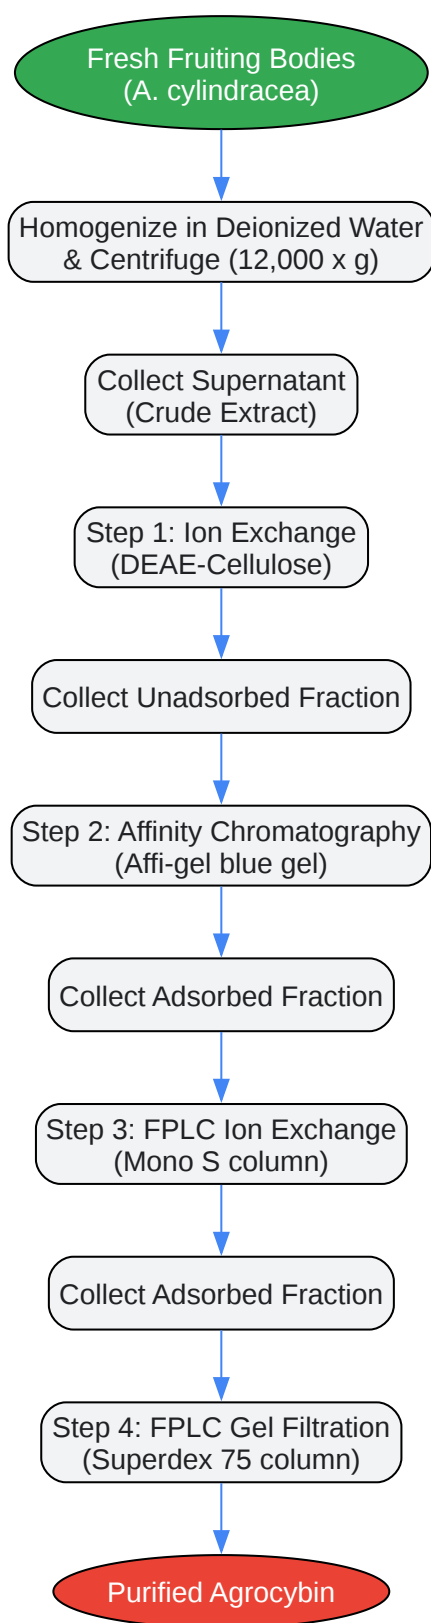 Fresh Fruiting Bodies
(A. cylindracea)
Homogenize in Deionized Water
& Centrifuge (12,000 x g)
Collect Supernatant
(Crude Extract)
Step 1: Ion Exchange
(DEAE-Cellulose)
Collect Unadsorbed Fraction
Step 2: Affinity Chromatography
(Affi-gel blue gel)
Collect Adsorbed Fraction
Step 3: FPLC Ion Exchange
(Mono S column)
Collect Adsorbed Fraction
Step 4: FPLC Gel Filtration
(Superdex 75 column)
Purified Agrocybin